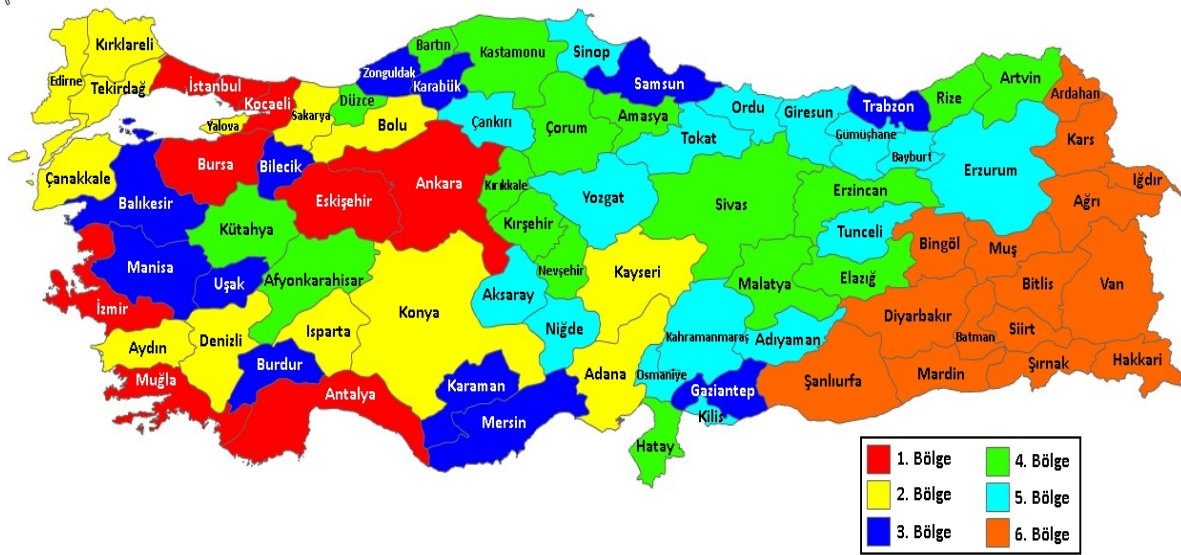 Kırklareli
Edirne
Tekirdağ
İstanbul
Kocaeli
Yalova
Sakarya
Düzce
Bolu
Zonguldak
Bartın
Karabük
Kastamonu
Sinop
Çankırı
Samsun
Amasya
Çorum
Tokat
Ordu
Giresun
Gümüşhane
Trabzon
Bayburt
Rize
Artvin
Ardahan
Kars
Iğdır
Erzurum
Ağrı
Çanakkale
Balıkesir
Bursa
Bilecik
Eskişehir
Ankara
Kırıkkale
Kırşehir
Yozgat
Sivas
Erzincan
Tunceli
Bingöl
Muş
Bitlis
Van
Kütahya
Manisa
Uşak
Afyonkarahisar
İzmir
Konya
Aksaray
Nevşehir
Kayseri
Niğde
Malatya
Elazığ
Diyarbakır
Batman
Siirt
Şırnak
Hakkari
Aydın
Denizli
Isparta
Burdur
Muğla
Antalya
Karaman
Mersin
Adana
Kahramanmaraş
Osmaniye
Adıyaman
Gaziantep
Kilis
Şanlıurfa
Mardin
Hatay
1. Bölge
2. Bölge
3. Bölge
4. Bölge
5. Bölge
6. Bölge